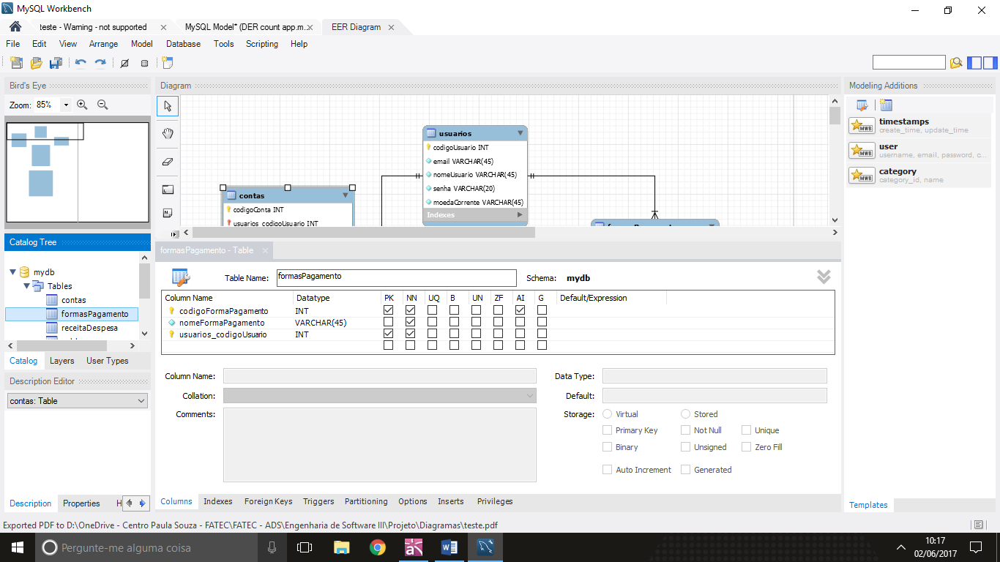 MySQL Workbench
teste - Warning - not supported
MySQL Model* (DER count app.m...
EER Diagram
File Edit View Arrange Model Database Tools Scripting Help
Bird's Eye
Zoom: 85%
Catalog Tree
mydb
Tables
contas
formasPagamento
receitaDespesa
Catalog Layers User Types
Description Editor
contas: Table
Description Properties H
Diagram
usuarios
codigoUsuario INT
email VARCHAR(45)
nomeUsuario VARCHAR(45)
senha VARCHAR(20)
moedaCorrente VARCHAR(45)
Indexes
contas
codigoConta INT
usuarios_codigoUsuario INT
formasPagamento - Table
Table Name: formasPagamento Schema: mydb
Column Name Datatype PK NN UQ B UN ZF AI G Default/Expression
codigoFormaPagamento INT
nomeFormaPagamento VARCHAR(45)
usuarios_codigoUsuario INT
Column Name: Data Type:
Collation: Default:
Comments: Storage: Virtual Stored
Primary Key Not Null Unique
Binary Unsigned Zero Fill
Auto Increment Generated
Columns Indexes Foreign Keys Triggers Partitioning Options Inserts Privileges
Modeling Additions
timestamps
create_time, update_time
user
username, email, password, c...
category
category_id, name
Templates
Exported PDF to D:\OneDrive - Centro Paula Souza - FATEC\FATEC - ADS\Engenharia de Software III\Projeto\Diagramas\teste.pdf
Pergunte-me alguma coisa
10:17
02/06/2017